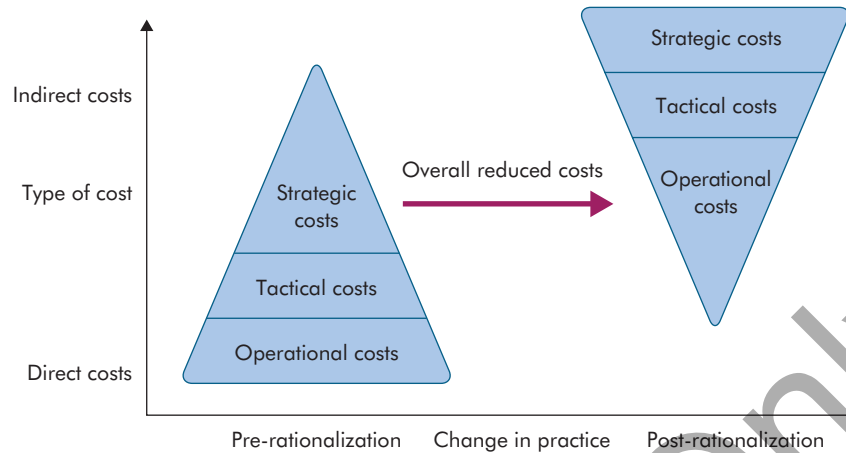 Indirect costs
Type of cost
Direct costs
Strategic
costs
Tactical costs
Operational costs
Overall reduced costs
Strategic costs
Tactical costs
Operational
costs
Pre-rationalization
Change in practice
Post-rationalization